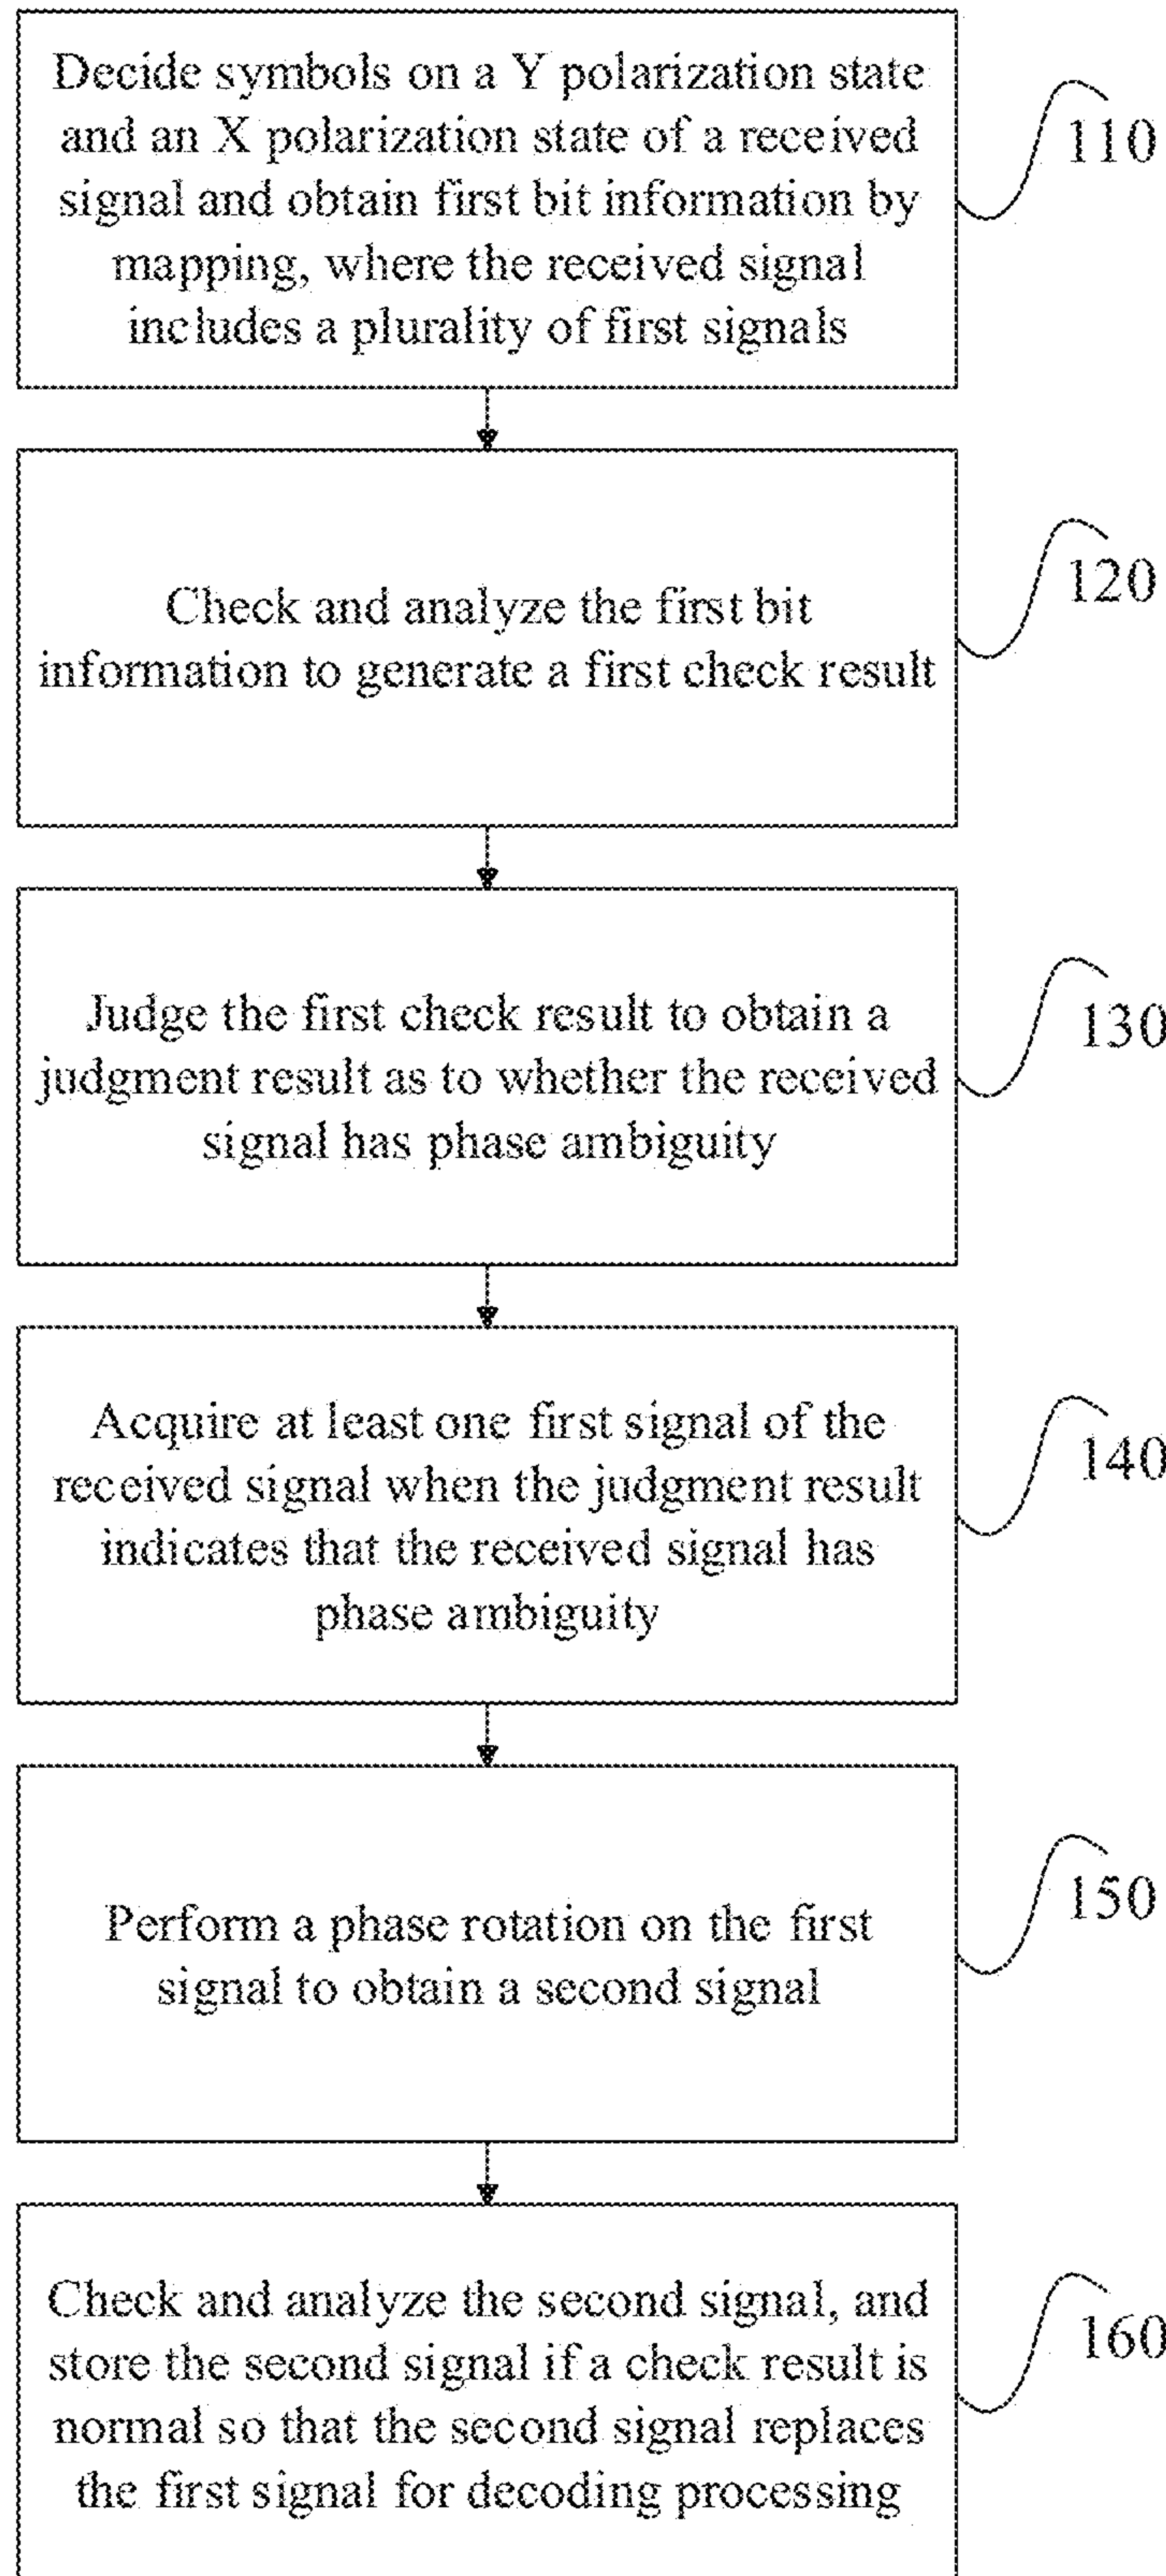 Decide symbols on a Y polarization state
and an X polarization state of a received
signal and obtain first bit information by
mapping, where the received signal
includes a plurality of first signals
110
Check and analyze the first bit
information to generate a first check result
120
Judge the first check result to obtain a
judgment result as to whether the received
signal has phase ambiguity
130
Acquire at least one first signal of the
received signal when the judgment result
indicates that the received signal has
phase ambiguity
140
Perform a phase rotation on the first
signal to obtain a second signal
150
Check and analyze the second signal, and
store the second signal if a check result is
normal so that the second signal replaces
the first signal for decoding processing
160